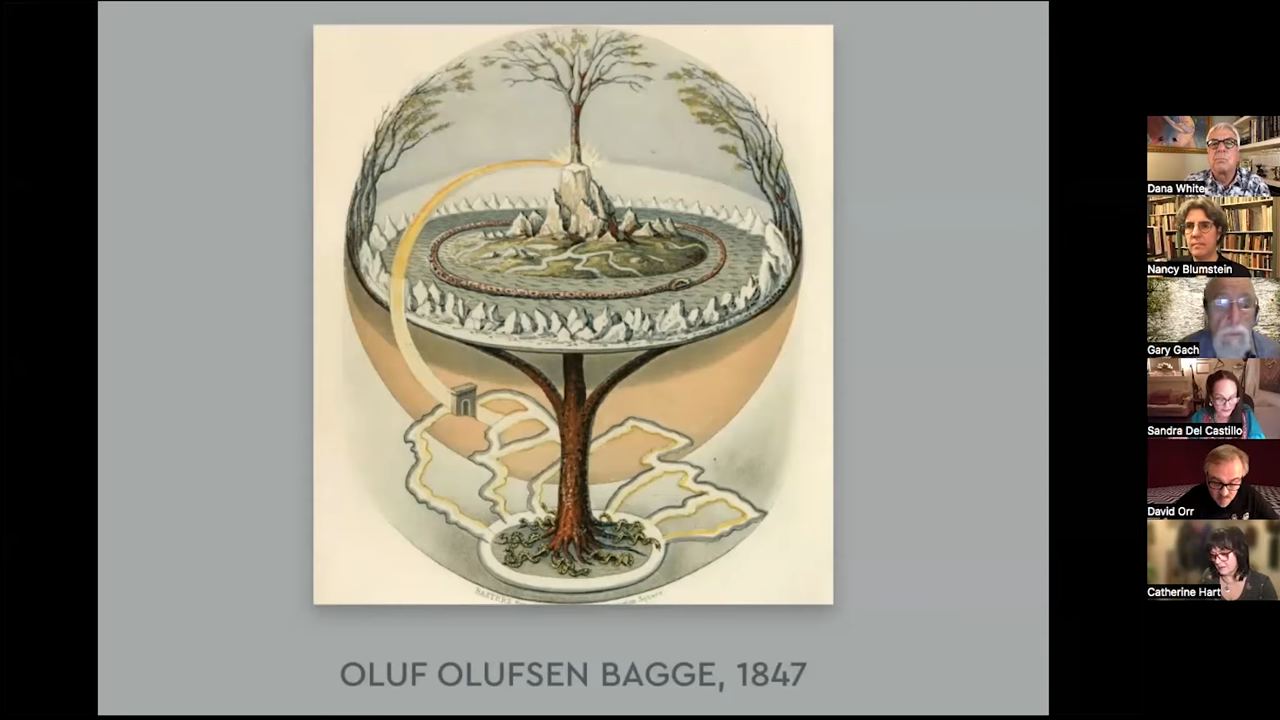 OLUF OLUFSEN BAGGE, 1847
Dana White
Nancy Blumstein
Gary Gach
Sandra Del Castillo
David Orr
Catherine Hart